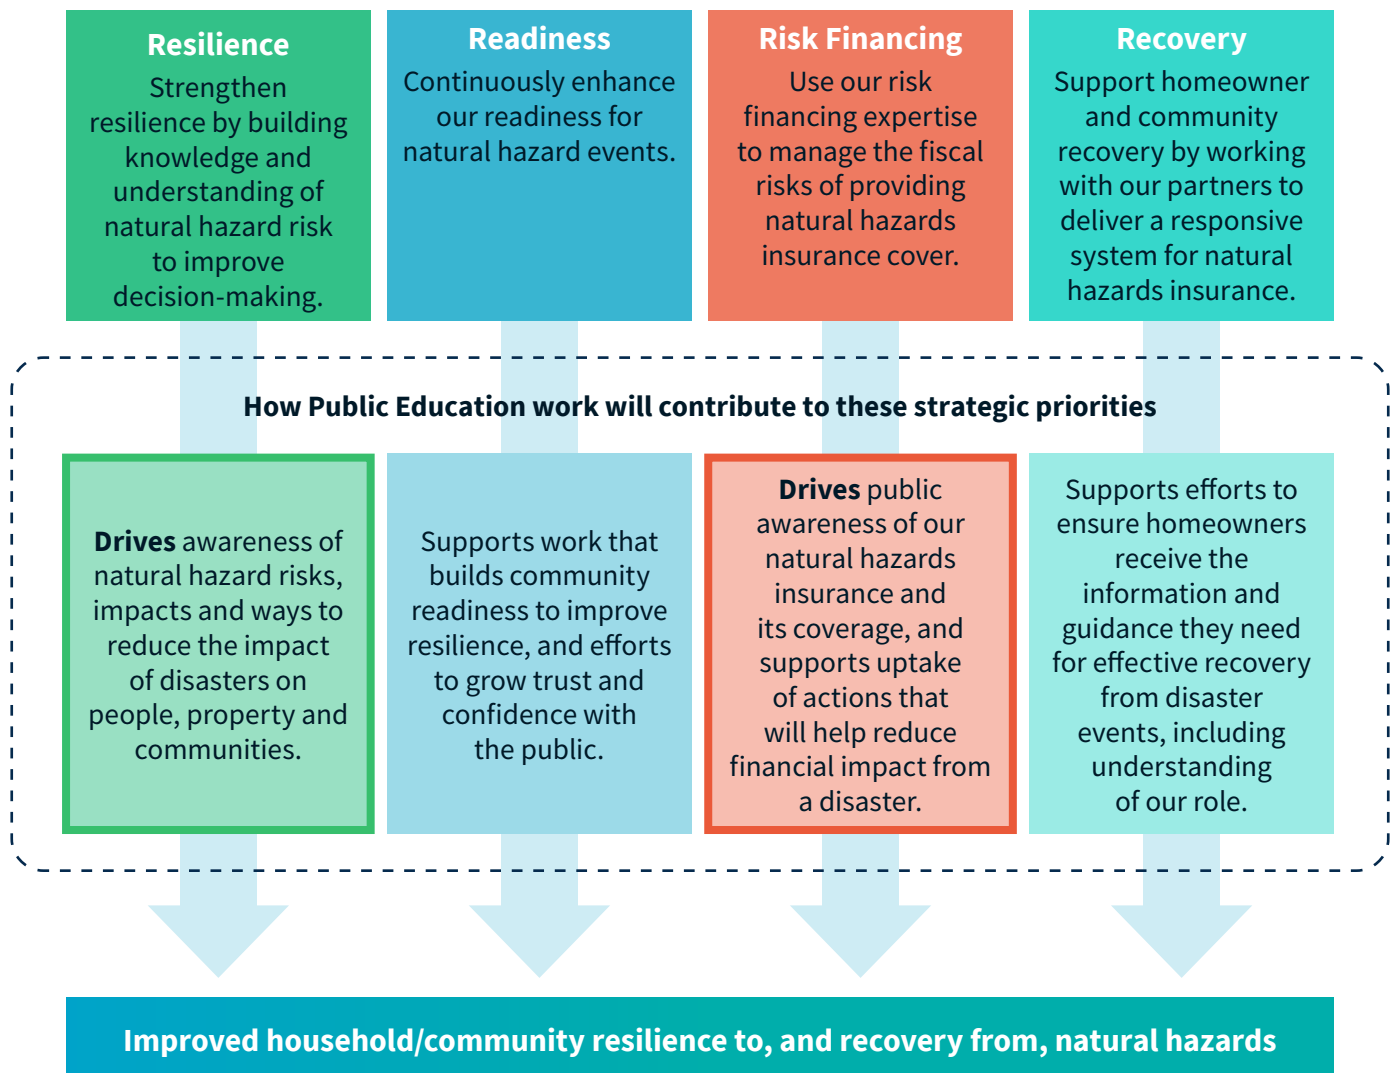 Resilience
Strengthen
resilience by building
knowledge and
understanding of
natural hazard risk
to improve
decision-making.
Readiness
Continuously enhance
our readiness for
natural hazard events.
Risk Financing
Use our risk
financing expertise
to manage the fiscal
risks of providing
natural hazards
insurance cover.
Recovery
Support homeowner
and community
recovery by working
with our partners to
deliver a responsive
system for natural
hazards insurance.
How Public Education work will contribute to these strategic priorities
Drives awareness of
natural hazard risks,
impacts and ways to
reduce the impact
of disasters on
people, property and
communities.
Supports work that
builds community
readiness to improve
resilience, and efforts
to grow trust and
confidence with
the public.
Drives public
awareness of our
natural hazards
insurance and
its coverage, and
supports uptake
of actions that
will help reduce
financial impact from
a disaster.
Supports efforts to
ensure homeowners
receive the
information and
guidance they need
for effective recovery
from disaster
events, including
understanding
of our role.
Improved household/community resilience to, and recovery from, natural hazards